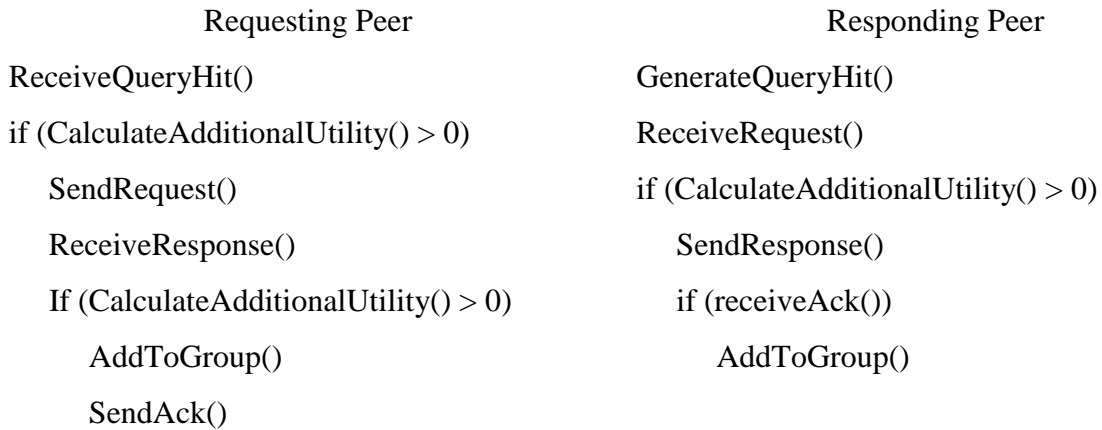 Requesting Peer
ReceiveQueryHit()
if (CalculateAdditionalUtility() > 0)
SendRequest()
ReceiveResponse()
If (CalculateAdditionalUtility() > 0)
AddToGroup()
SendAck()
Responding Peer
GenerateQueryHit()
ReceiveRequest()
if (CalculateAdditionalUtility() > 0)
SendResponse()
if (receiveAck())
AddToGroup()